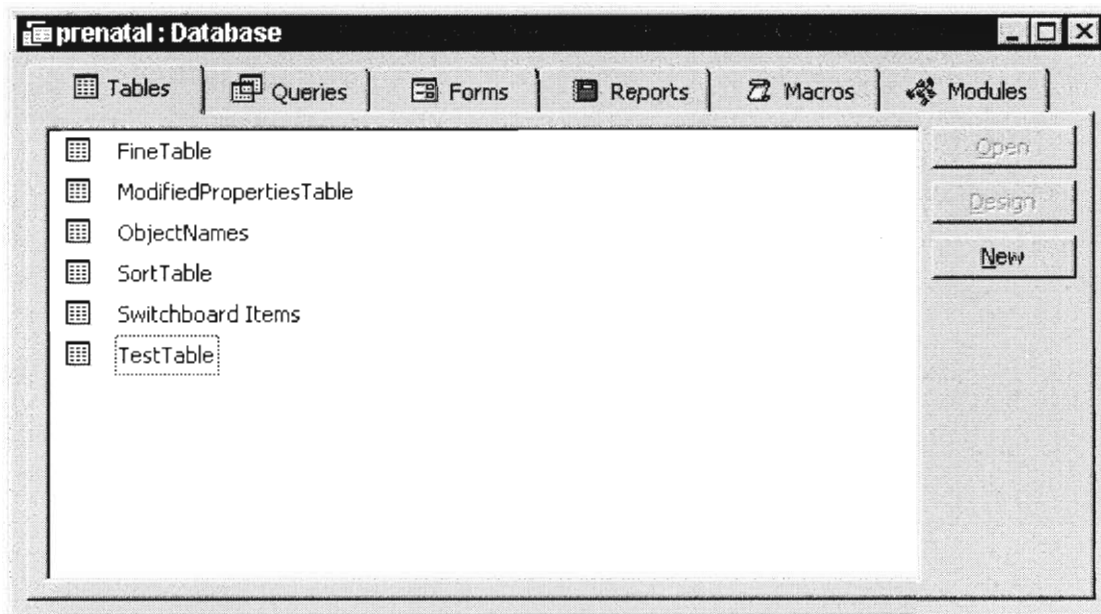 prenatal : Database
Tables Queries Forms Reports Macros Modules
FineTable
ModifiedPropertiesTable
ObjectNames
SortTable
Switchboard Items
TestTable
Open
Design
New